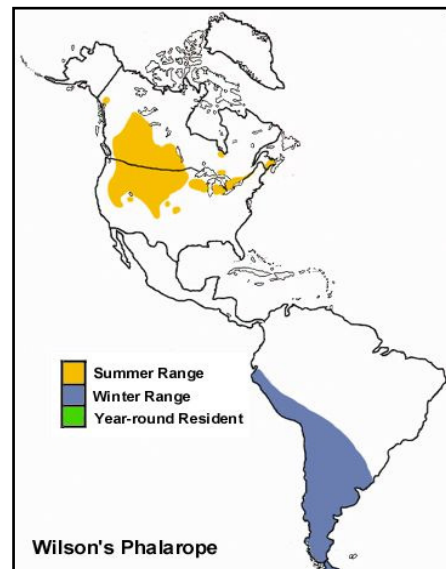 Summer Range
Winter Range
Year-round Resident
Wilson's Phalarope